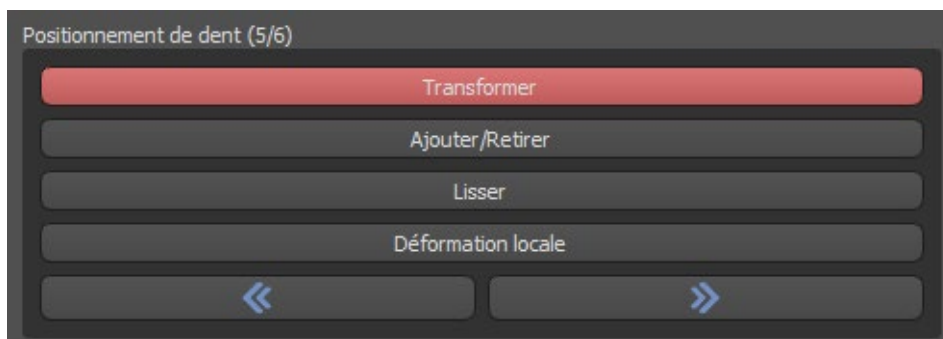 Positionnement de dent (5/6)
Transformer
Ajouter/Retirer
Lisser
Déformation locale